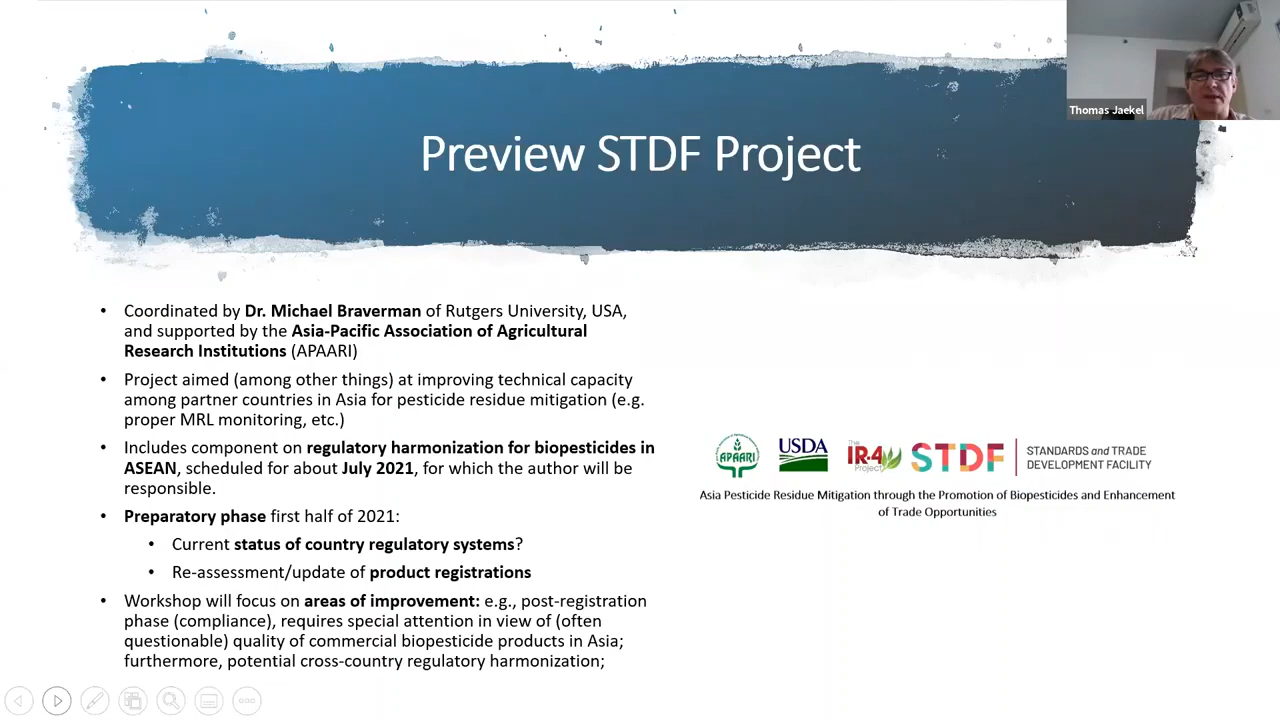 Thomas Jaekel
Preview STDF Project
• Coordinated by Dr. Michael Braverman of Rutgers University, USA,
and supported by the Asia-Pacific Association of Agricultural
Research Institutions (APAARI)
• Project aimed (among other things) at improving technical capacity
among partner countries in Asia for pesticide residue mitigation (e.g.
proper MRL monitoring, etc.)
• Includes component on regulatory harmonization for biopesticides in
ASEAN, scheduled for about July 2021, for which the author will be
responsible.
• Preparatory phase first half of 2021:
• Current status of country regulatory systems?
• Re-assessment/update of product registrations
• Workshop will focus on areas of improvement: e.g., post-registration
phase (compliance), requires special attention in view of (often
questionable) quality of commercial biopesticide products in Asia;
furthermore, potential cross-country regulatory harmonization;
APAARI
USDA
The
IR-4
Project
STDF
STANDARDS and TRADE
DEVELOPMENT FACILITY
Asia Pesticide Residue Mitigation through the Promotion of Biopesticides and Enhancement
of Trade Opportunities